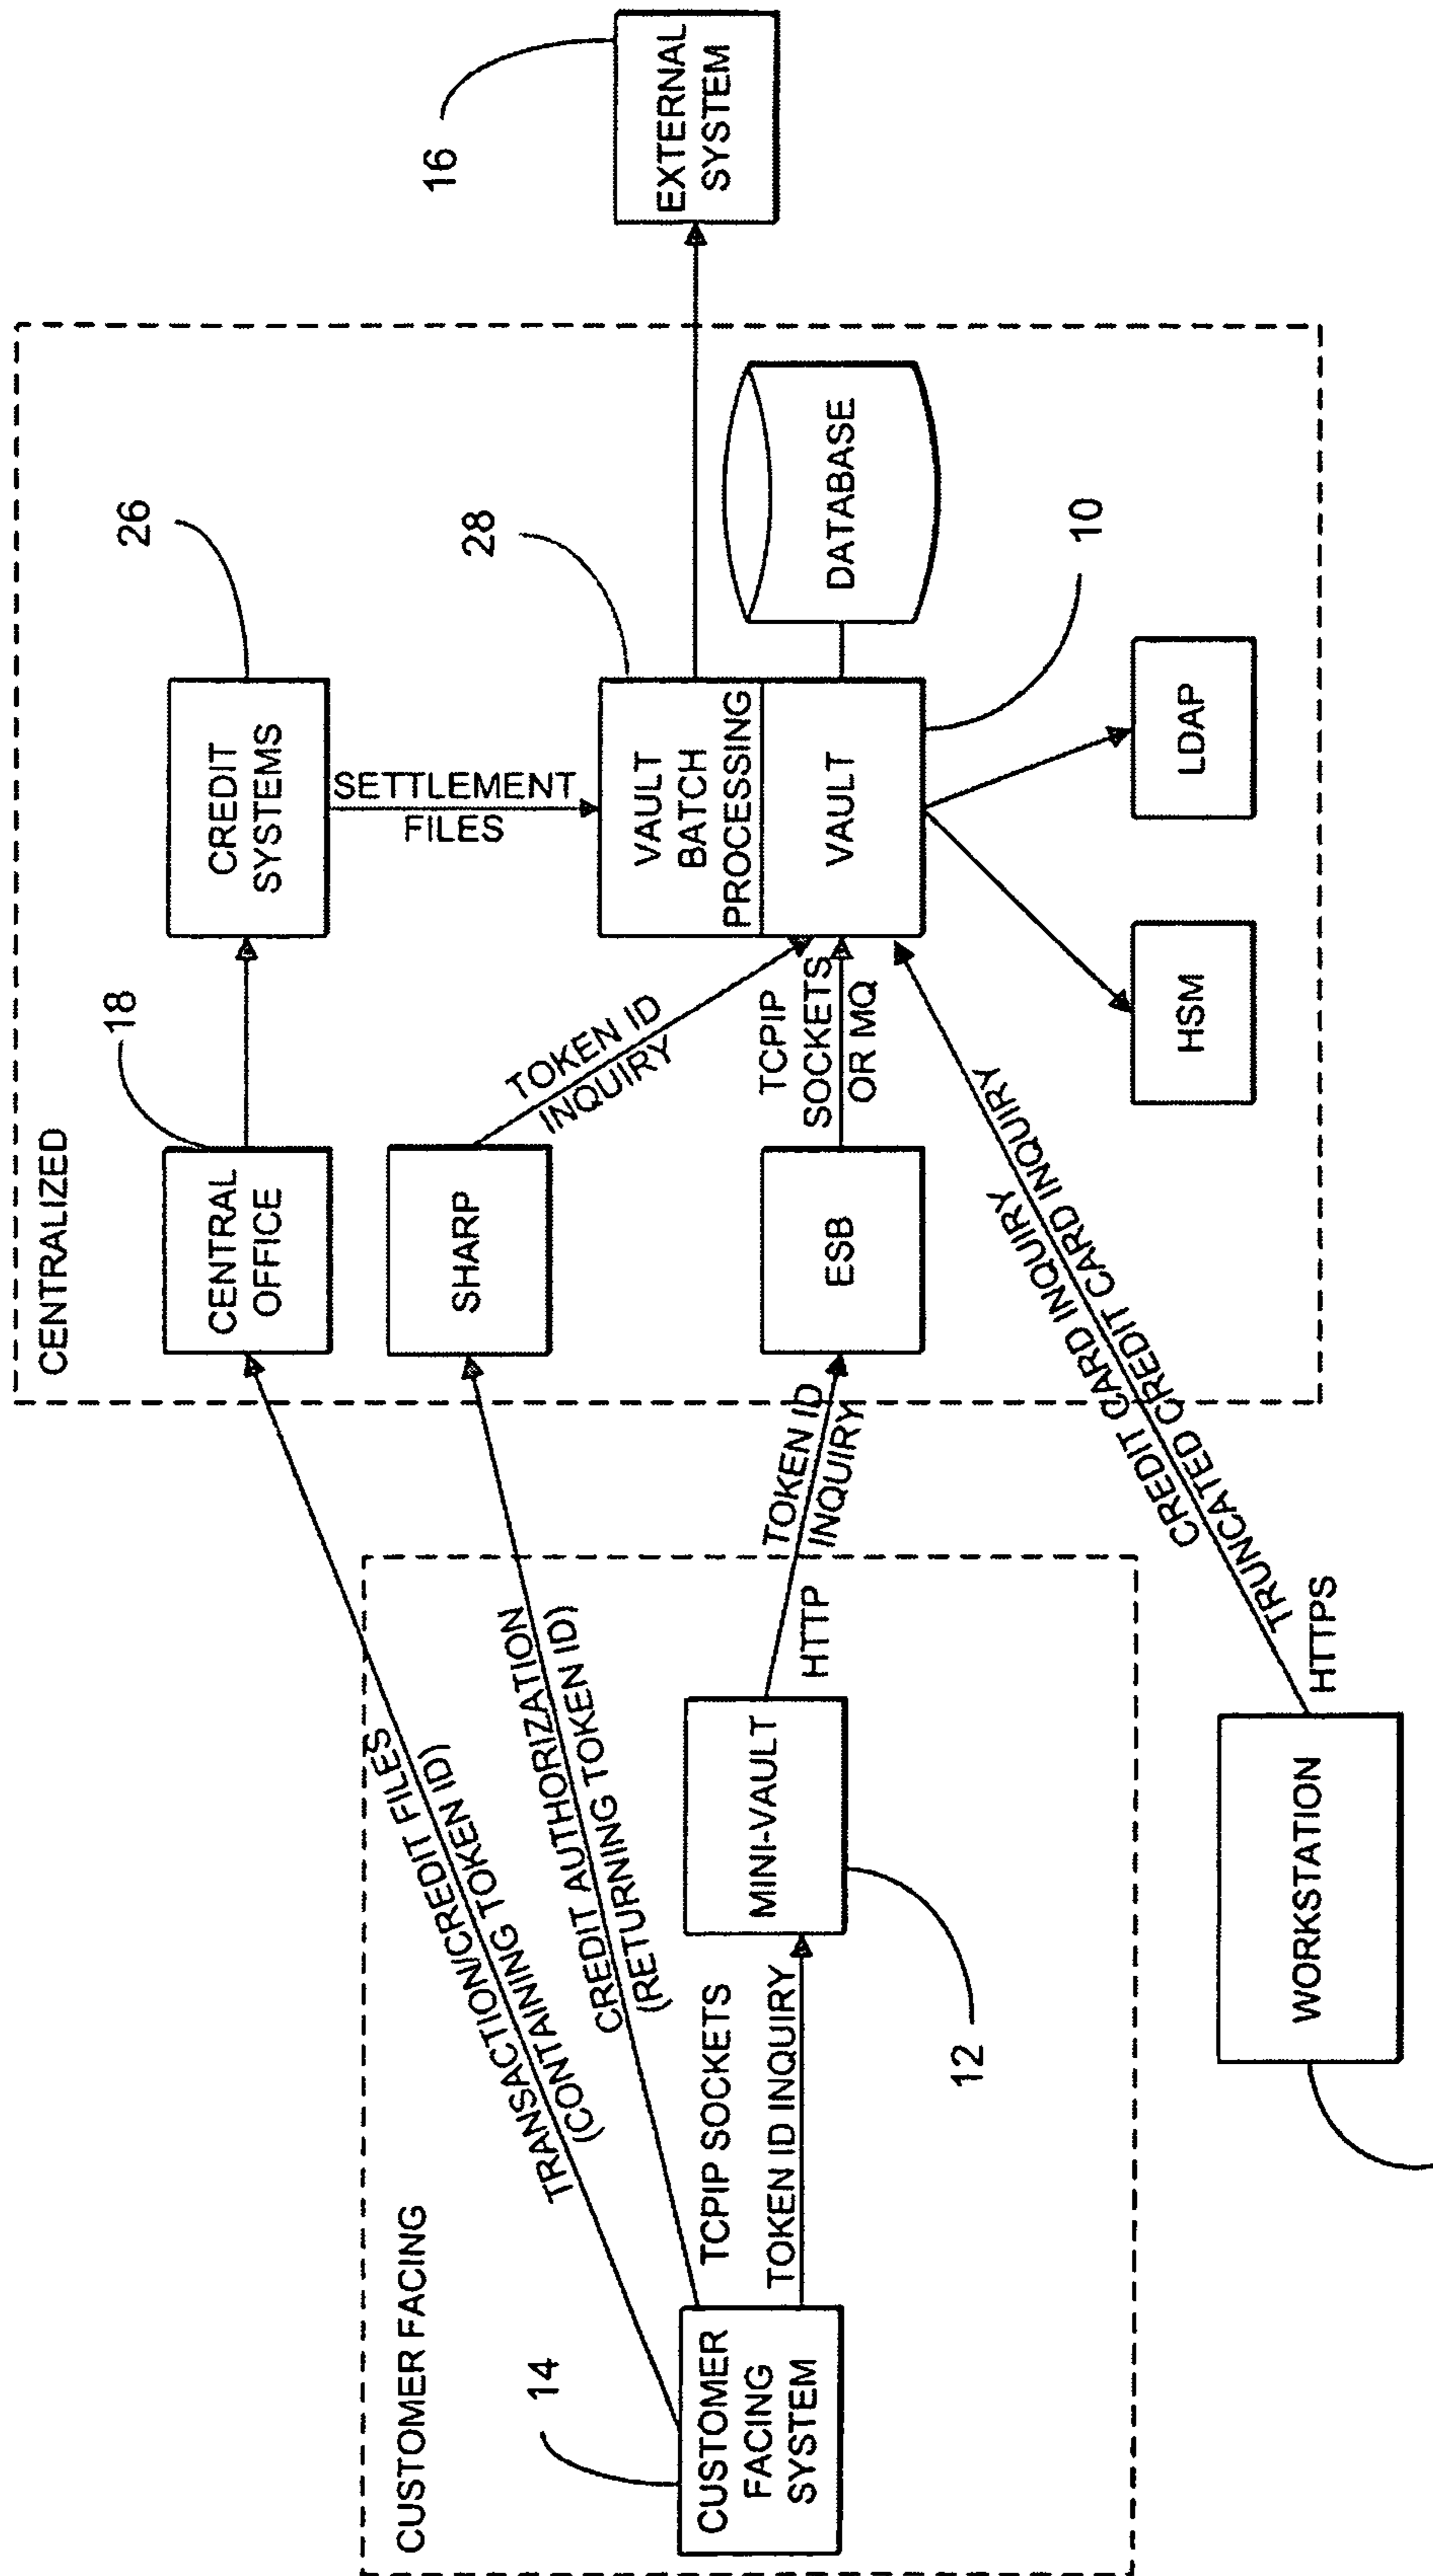 CENTRALIZED
18
CENTRAL
OFFICE
26
CREDIT
SYSTEMS
16
EXTERNAL
SYSTEM
SETTLEMENT
FILES
28
VAULT
BATCH
PROCESSING
VAULT
DATABASE
10
SHARP
TOKEN ID
INQUIRY
ESB
TCPIP
SOCKETS
OR MQ
HSM
LDAP
CUSTOMER FACING
14
CUSTOMER
FACING
SYSTEM
TRANSACTION/CREDIT FILES
(CONTAINING TOKEN ID)
CREDIT AUTHORIZATION
(RETURNING TOKEN ID)
TCPIP SOCKETS
TOKEN ID INQUIRY
MINI-VAULT
12
HTTP
TOKEN ID
INQUIRY
WORKSTATION
HTTPS
CREDIT CARD INQUIRY
TRUNCATED CREDIT CARD INQUIRY